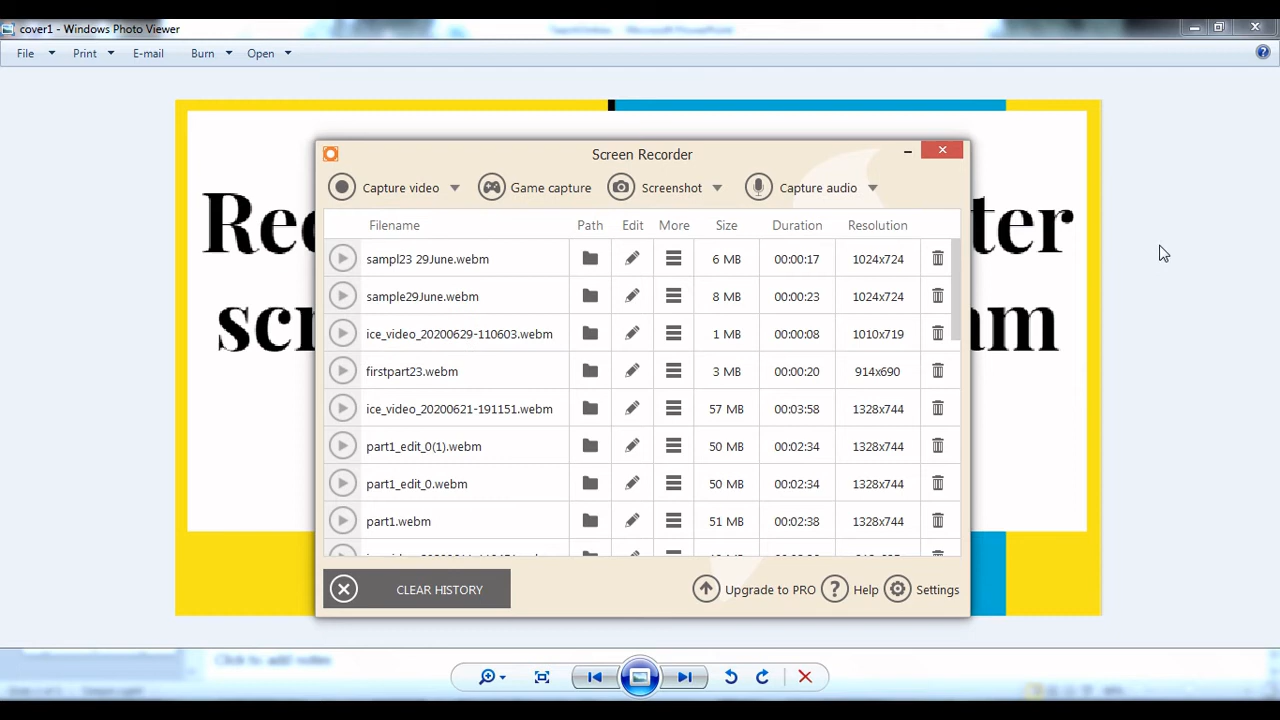 cover1 - Windows Photo Viewer
File Print E-mail Burn Open
Screen Recorder
Capture video Game capture Screenshot Capture audio
Filename Path Edit More Size Duration Resolution
sampl23 29June.webm 6 MB 00:00:17 1024x724
sample29June.webm 8 MB 00:00:23 1024x724
ice_video_20200629-110603.webm 1 MB 00:00:08 1010x719
firstpart23.webm 3 MB 00:00:20 914x690
ice_video_20200621-191151.webm 57 MB 00:03:58 1328x744
part1_edit_0(1).webm 50 MB 00:02:34 1328x744
part1_edit_0.webm 50 MB 00:02:34 1328x744
part1.webm 51 MB 00:02:38 1328x744
CLEAR HISTORY Upgrade to PRO Help Settings
Click to add notes